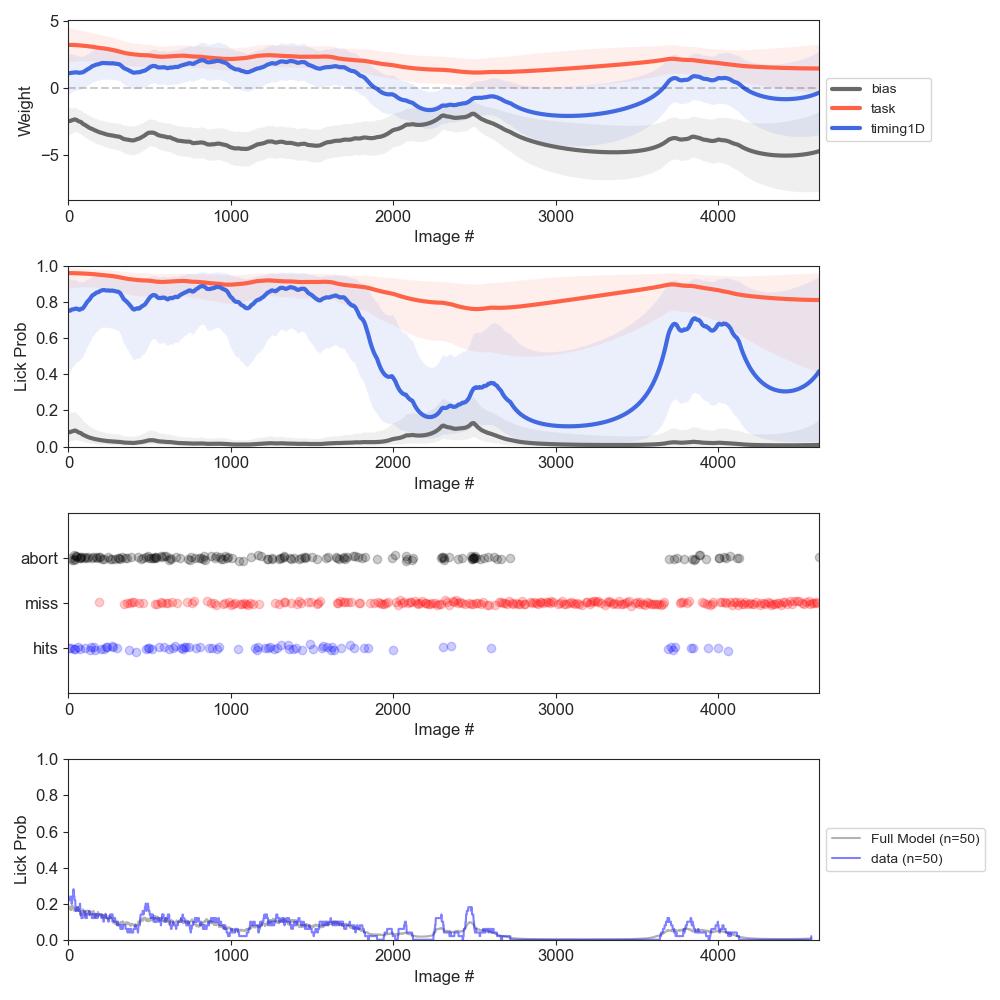 5
0
−5
Weight
0 1000 2000 3000 4000
Image #
bias
task
timing1D
1.0
0.8
0.6
0.4
0.2
0.0
Lick Prob
0 1000 2000 3000 4000
Image #
abort
miss
hits
0 1000 2000 3000 4000
Image #
1.0
0.8
0.6
0.4
0.2
0.0
Lick Prob
0 1000 2000 3000 4000
Image #
Full Model (n=50)
data (n=50)